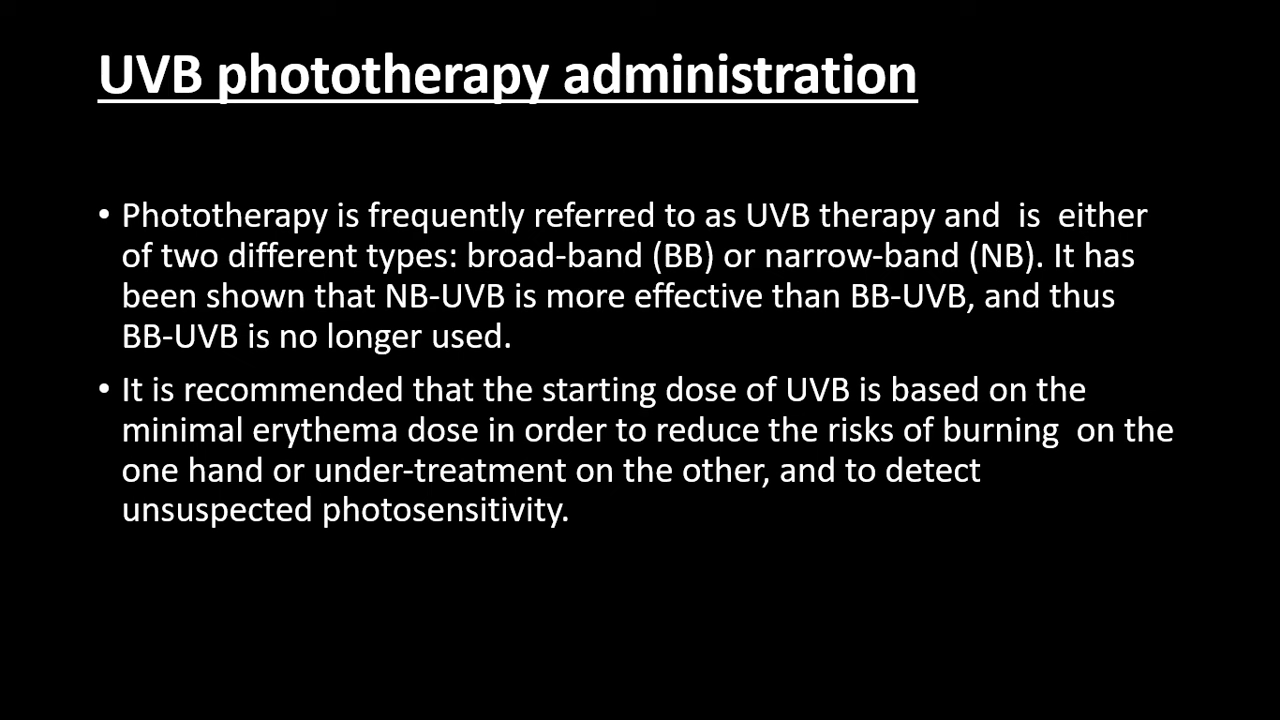 UVB phototherapy administration
• Phototherapy is frequently referred to as UVB therapy and  is  either
of two different types: broad-band (BB) or narrow-band (NB). It has
been shown that NB-UVB is more effective than BB-UVB, and thus
BB-UVB is no longer used.
• It is recommended that the starting dose of UVB is based on the
minimal erythema dose in order to reduce the risks of burning  on the
one hand or under-treatment on the other, and to detect
unsuspected photosensitivity.